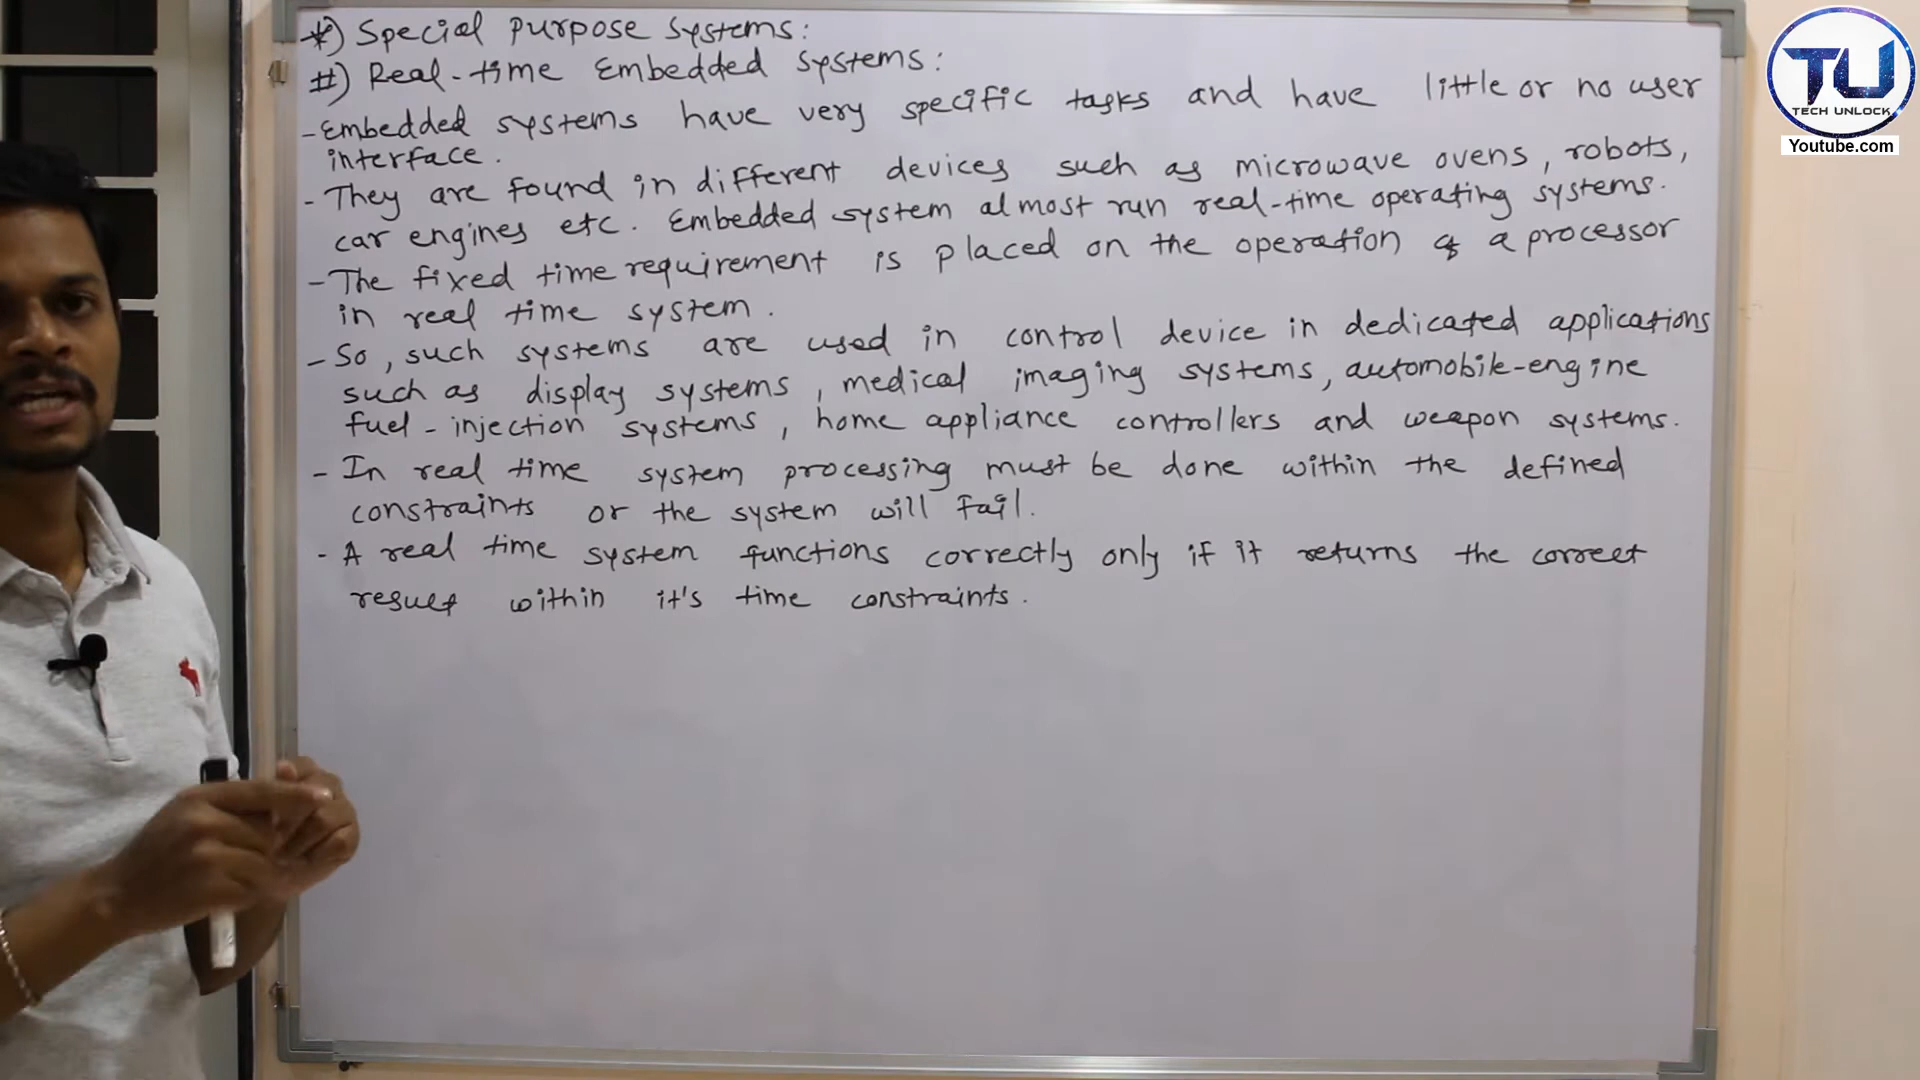 *) Special purpose systems:
#) Real-time Embedded systems:
- Embedded systems have very specific tasks and have little or no user
interface.
- They are found in different devices such as microwave ovens, robots,
car engines etc. Embedded system almost run real-time operating systems.
- The fixed time requirement is placed on the operation of a processor
in real time system.
- So, such systems are used in control device in dedicated applications
such as display systems, medical imaging systems, automobile-engine
fuel-injection systems, home appliance controllers and weapon systems.
- In real time system processing must be done within the defined
constraints or the system will fail.
- A real time system functions correctly only if it returns the correct
result within it's time constraints.
TU
TECH UNLOCK
Youtube.com